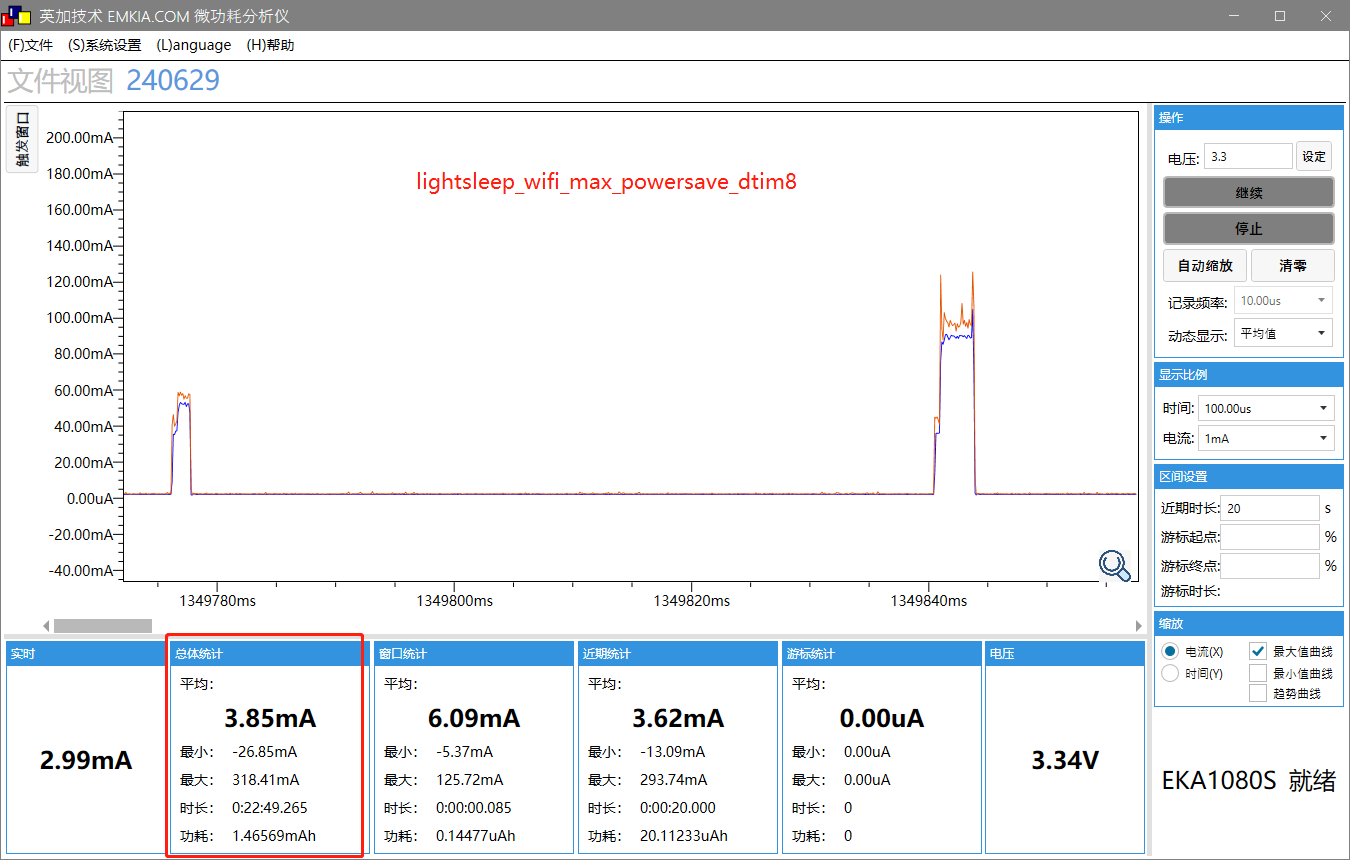 英加技术 EMKIA.COM 微功耗分析仪
(F)文件 (S)系统设置 (L)anguage (H)帮助
文件视图 240629
触发窗口
200.00mA
180.00mA
160.00mA
140.00mA
120.00mA
100.00mA
80.00mA
60.00mA
40.00mA
20.00mA
0.00uA
-20.00mA
-40.00mA
lightsleep_wifi_max_powersave_dtim8
1349780ms 1349800ms 1349820ms 1349840ms
操作
电压: 3.3 设定
继续
停止
自动缩放 清零
记录频率: 10.00us
动态显示: 平均值
显示比例
时间: 100.00us
电流: 1mA
区间设置
近期时长: 20 s
游标起点: %
游标终点: %
游标时长:
缩放
电流(X) 最大值曲线
时间(Y) 最小值曲线
趋势曲线
实时
2.99mA
总体统计
平均:
3.85mA
最小: -26.85mA
最大: 318.41mA
时长: 0:22:49.265
功耗: 1.46569mAh
窗口统计
平均:
6.09mA
最小: -5.37mA
最大: 125.72mA
时长: 0:00:00.085
功耗: 0.14477uAh
近期统计
平均:
3.62mA
最小: -13.09mA
最大: 293.74mA
时长: 0:00:20.000
功耗: 20.11233uAh
游标统计
平均:
0.00uA
最小: 0.00uA
最大: 0.00uA
时长: 0
功耗: 0
电压
3.34V
EKA1080S 就绪